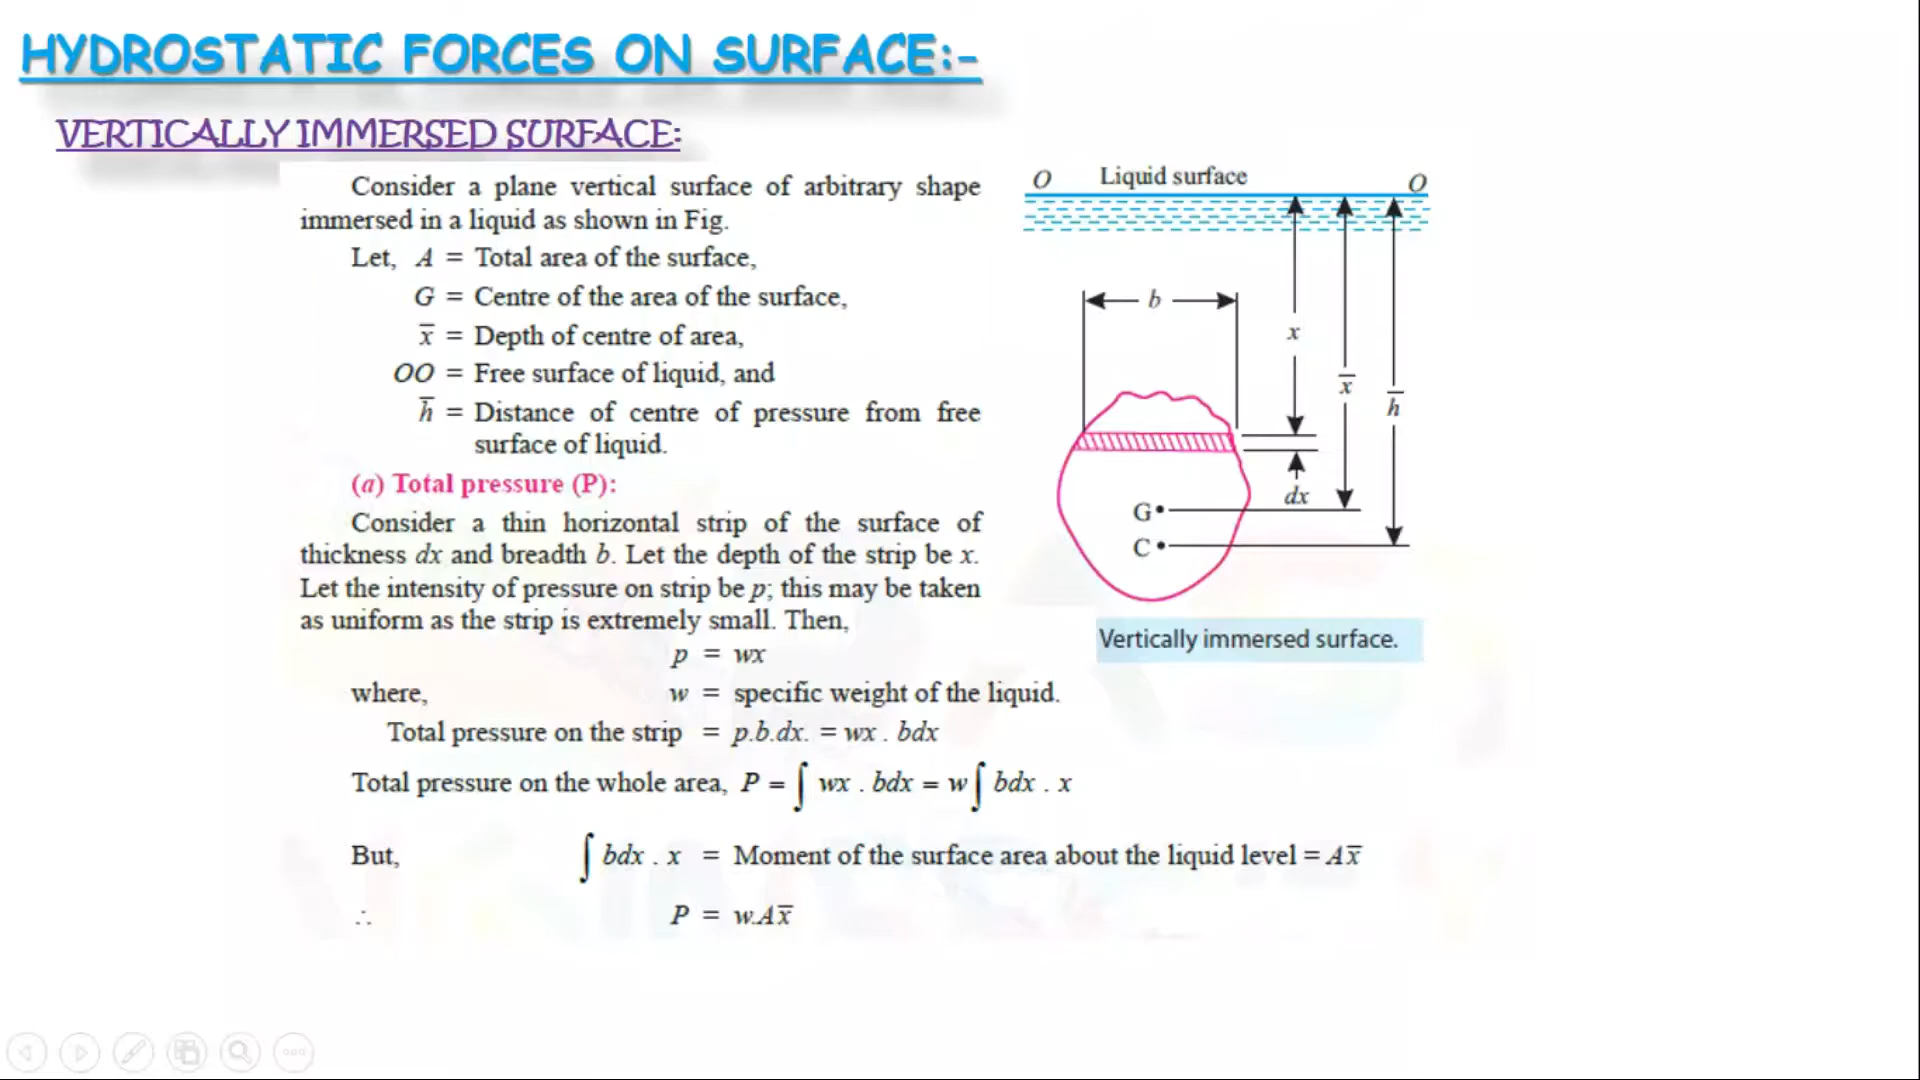 HYDROSTATIC FORCES ON SURFACE:-
VERTICALLY IMMERSED SURFACE:
Consider a plane vertical surface of arbitrary shape
immersed in a liquid as shown in Fig.
Let, A = Total area of the surface,
G = Centre of the area of the surface,
x̅ = Depth of centre of area,
OO = Free surface of liquid, and
h̅ = Distance of centre of pressure from free
surface of liquid.
(a) Total pressure (P):
Consider a thin horizontal strip of the surface of
thickness dx and breadth b. Let the depth of the strip be x.
Let the intensity of pressure on strip be p; this may be taken
as uniform as the strip is extremely small. Then,
p = wx
where, w = specific weight of the liquid.
Total pressure on the strip = p.b.dx. = wx . bdx
Total pressure on the whole area, P = ∫ wx . bdx = w ∫ bdx . x
But, ∫ bdx . x = Moment of the surface area about the liquid level = Ax̅
∴ P = w.Ax̅
O Liquid surface O
b
x
x̅
h̅
dx
G
C
Vertically immersed surface.